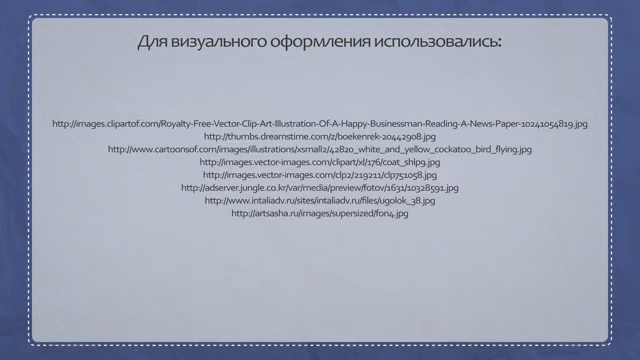 Для визуального оформления использовались:
http://images.clipartof.com/Royalty-Free-Vector-Clip-Art-Illustration-Of-A-Happy-Businessman-Reading-A-News-Paper-10241054819.jpg
http://thumbs.dreamstime.com/z/boekenrek-20442908.jpg
http://www.cartoonsof.com/images/illustrations/xsmall2/42820_white_and_yellow_cockatoo_bird_flying.jpg
http://images.vector-images.com/clipart/xl/176/coat_shlp9.jpg
http://images.vector-images.com/clp2/219211/clp751058.jpg
http://adserver.jungle.co.kr/var/media/preview/fotov/1631/10328591.jpg
http://www.intaliadv.ru/sites/intaliadv.ru/files/ugolok_38.jpg
http://artsasha.ru/images/supersized/fon4.jpg